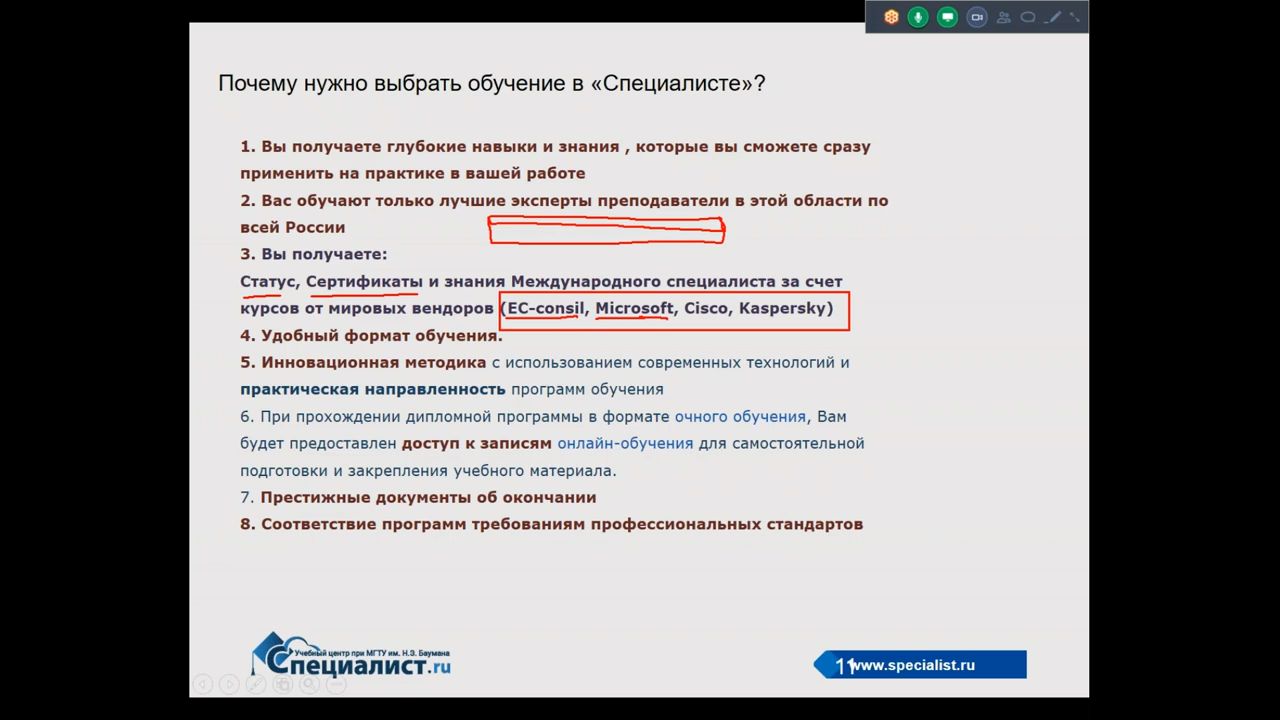 Почему нужно выбрать обучение в «Специалисте»?
1. Вы получаете глубокие навыки и знания , которые вы сможете сразу
применить на практике в вашей работе
2. Вас обучают только лучшие эксперты преподаватели в этой области по
всей России
3. Вы получаете:
Статус, Сертификаты и знания Международного специалиста за счет
курсов от мировых вендоров (EC-consil, Microsoft, Cisco, Kaspersky)
4. Удобный формат обучения.
5. Инновационная методика с использованием современных технологий и
практическая направленность программ обучения
6. При прохождении дипломной программы в формате очного обучения, Вам
будет предоставлен доступ к записям онлайн-обучения для самостоятельной
подготовки и закрепления учебного материала.
7. Престижные документы об окончании
8. Соответствие программ требованиям профессиональных стандартов
Учебный центр при МГТУ им. Н.Э. Баумана
Специалист.ru
11
www.specialist.ru